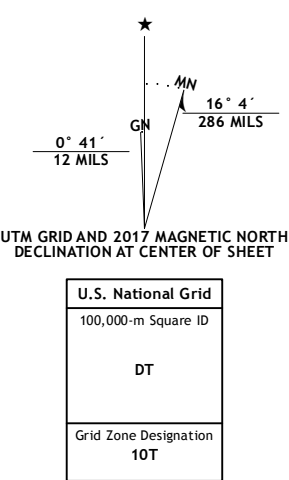 ★
MN
GN
16° 4´
286 MILS
0° 41´
12 MILS
UTM GRID AND 2017 MAGNETIC NORTH
DECLINATION AT CENTER OF SHEET
U.S. National Grid
100,000-m Square ID
DT
Grid Zone Designation
10T